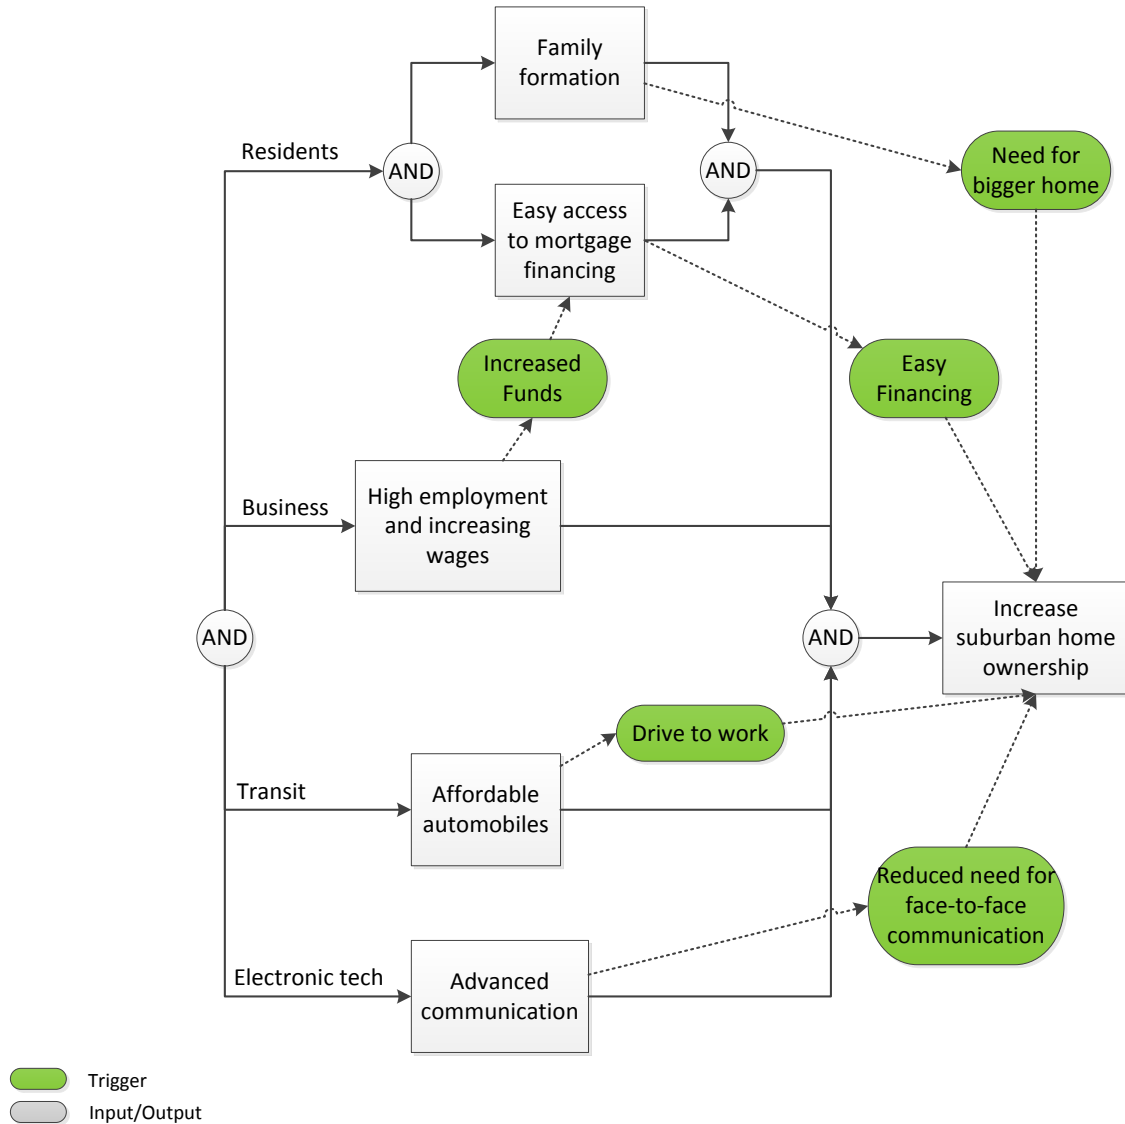 Family
formation
Residents
AND
AND
Need for
bigger home
Easy access
to mortgage
financing
Increased
Funds
Easy
Financing
Business
High employment
and increasing
wages
AND
AND
Increase
suburban home
ownership
Drive to work
Transit
Affordable
automobiles
Reduced need for
face-to-face
communication
Electronic tech
Advanced
communication
Trigger
Input/Output